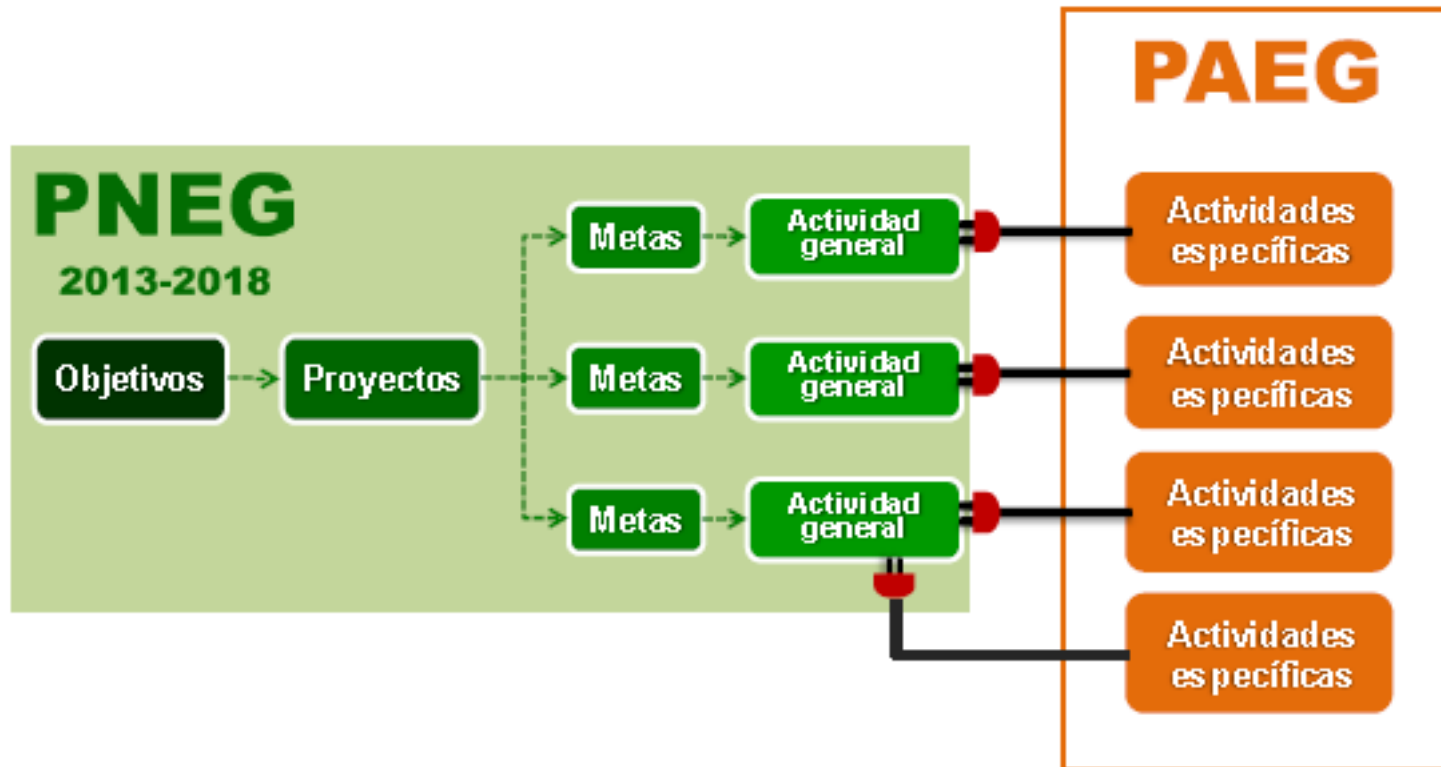 PAEG
PNEG
2013-2018
Objetivos
Proyectos
Metas
Actividad
general
Actividades
específicas
Metas
Actividad
general
Actividades
específicas
Metas
Actividad
general
Actividades
específicas
Actividades
específicas